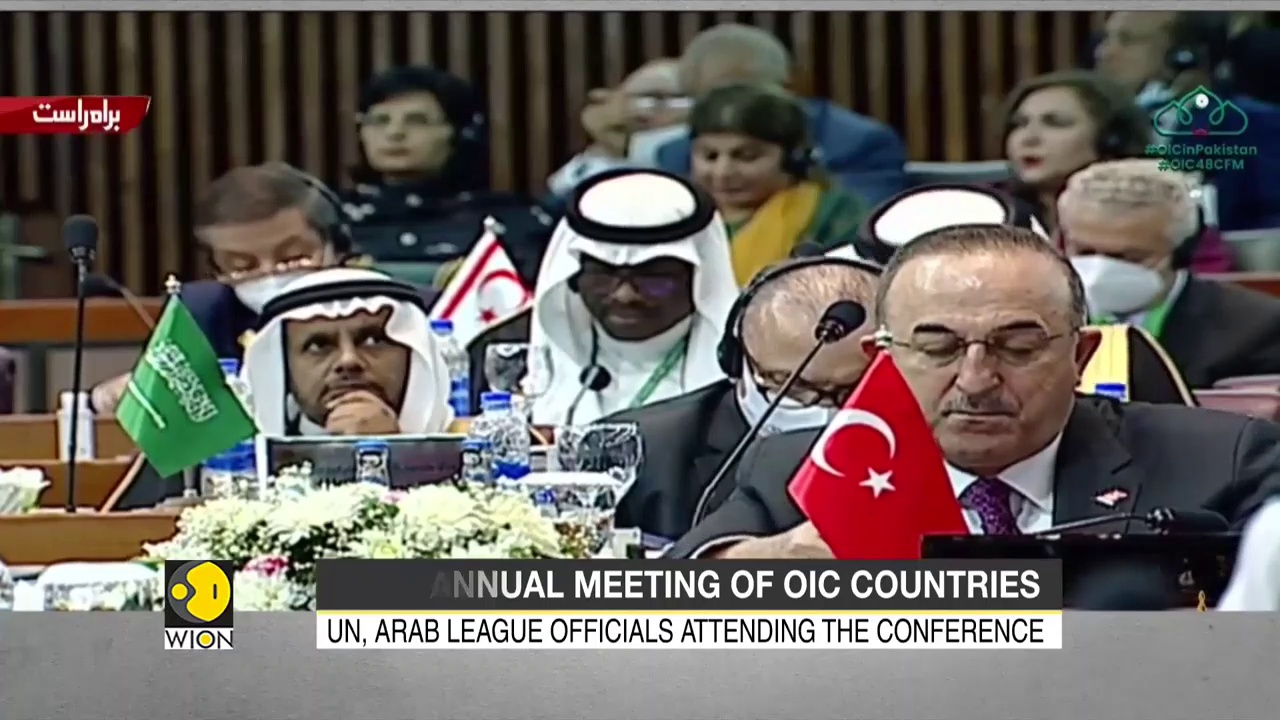 براہ راست
#OICinPakistan
#OIC48CFM
ANNUAL MEETING OF OIC COUNTRIES
UN, ARAB LEAGUE OFFICIALS ATTENDING THE CONFERENCE
WION